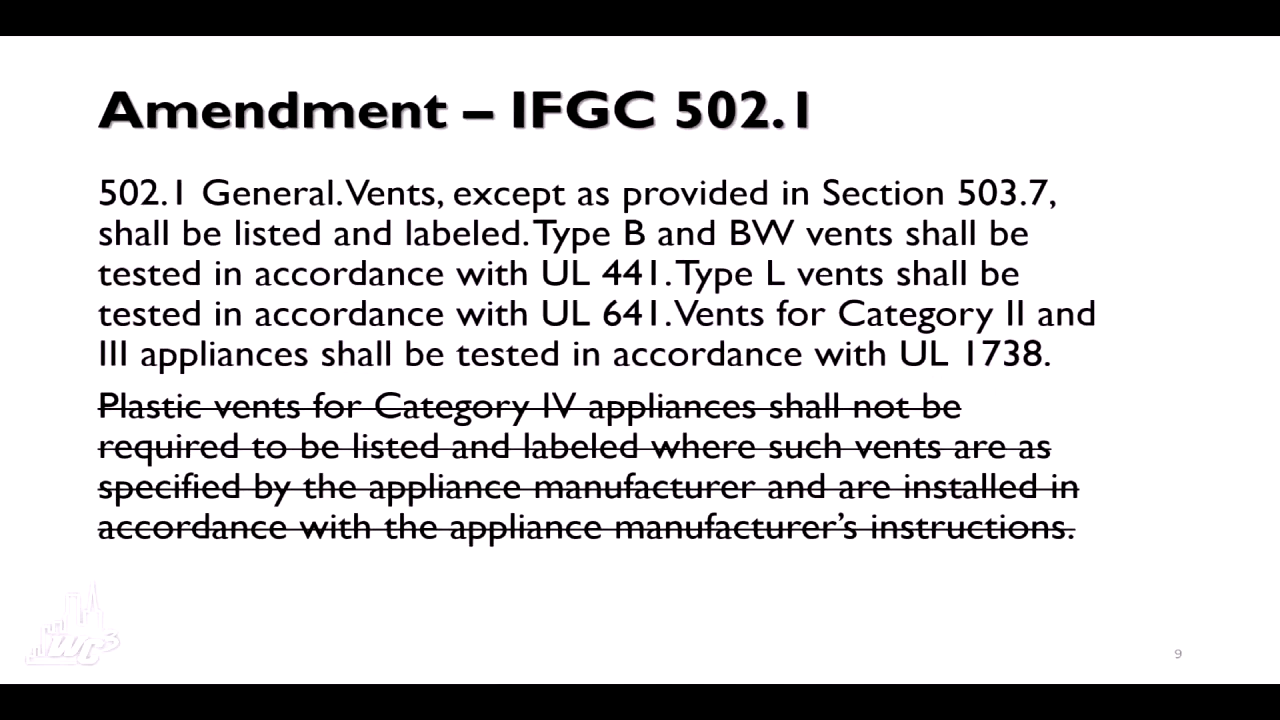 Amendment – IFGC 502.1
502.1 General. Vents, except as provided in Section 503.7,
shall be listed and labeled. Type B and BW vents shall be
tested in accordance with UL 441. Type L vents shall be
tested in accordance with UL 641. Vents for Category II and
III appliances shall be tested in accordance with UL 1738.
Plastic vents for Category IV appliances shall not be
required to be listed and labeled where such vents are as
specified by the appliance manufacturer and are installed in
accordance with the appliance manufacturer’s instructions.
WC3
9